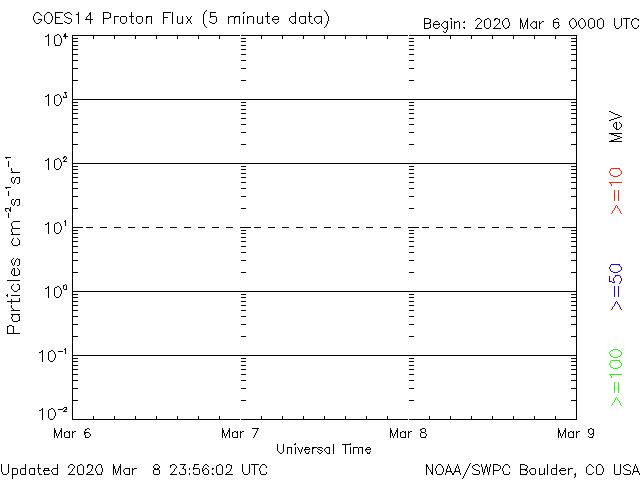 GOES14 Proton Flux (5 minute data)
Begin: 2020 Mar 6 0000 UTC
Particles cm⁻²s⁻¹sr⁻¹
10⁴
10³
10²
10¹
10⁰
10⁻¹
10⁻²
Mar 6
Mar 7
Mar 8
Mar 9
Universal Time
MeV
>=10
>=50
>=100
Updated 2020 Mar 8 23:56:02 UTC
NOAA/SWPC Boulder, CO USA